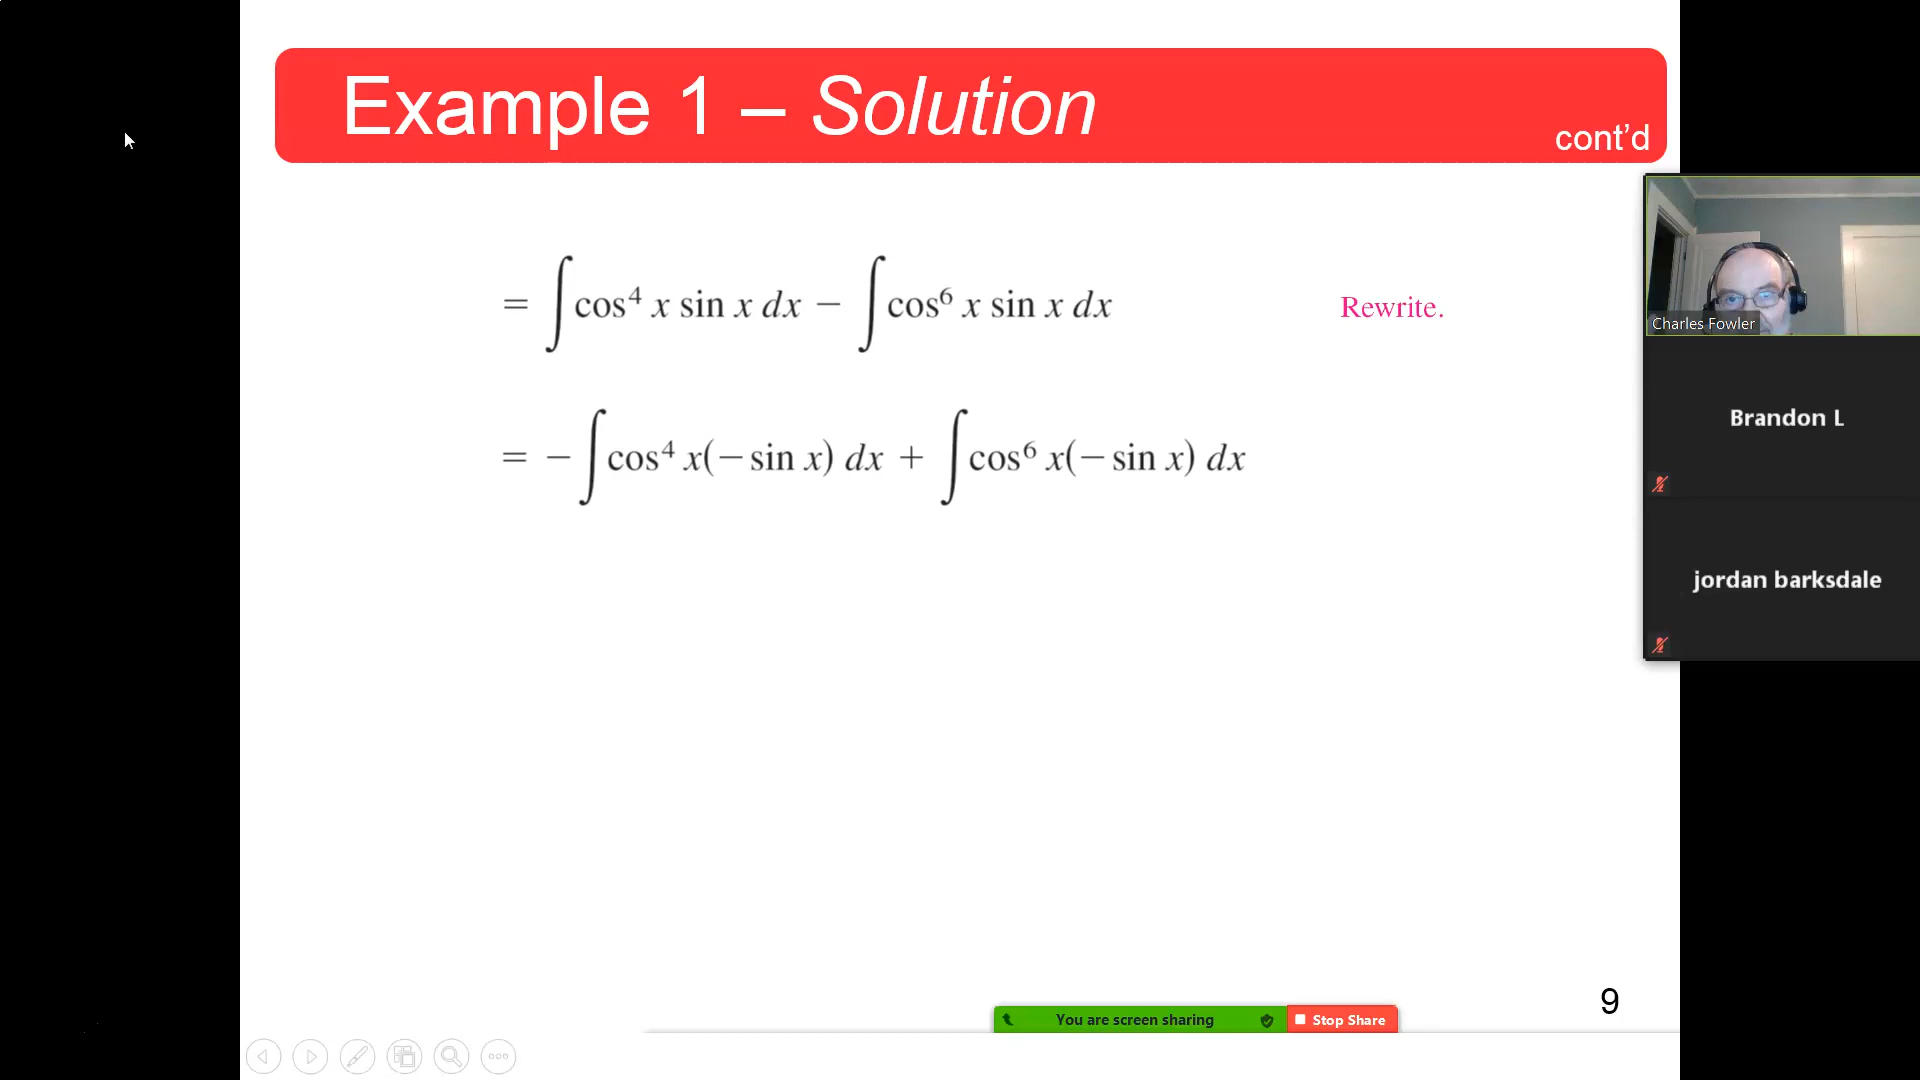 Example 1 – Solution
cont’d
= ∫ cos⁴ x sin x dx − ∫ cos⁶ x sin x dx
Rewrite.
= − ∫ cos⁴ x(−sin x) dx + ∫ cos⁶ x(−sin x) dx
Charles Fowler
Brandon L
jordan barksdale
9
You are screen sharing
Stop Share